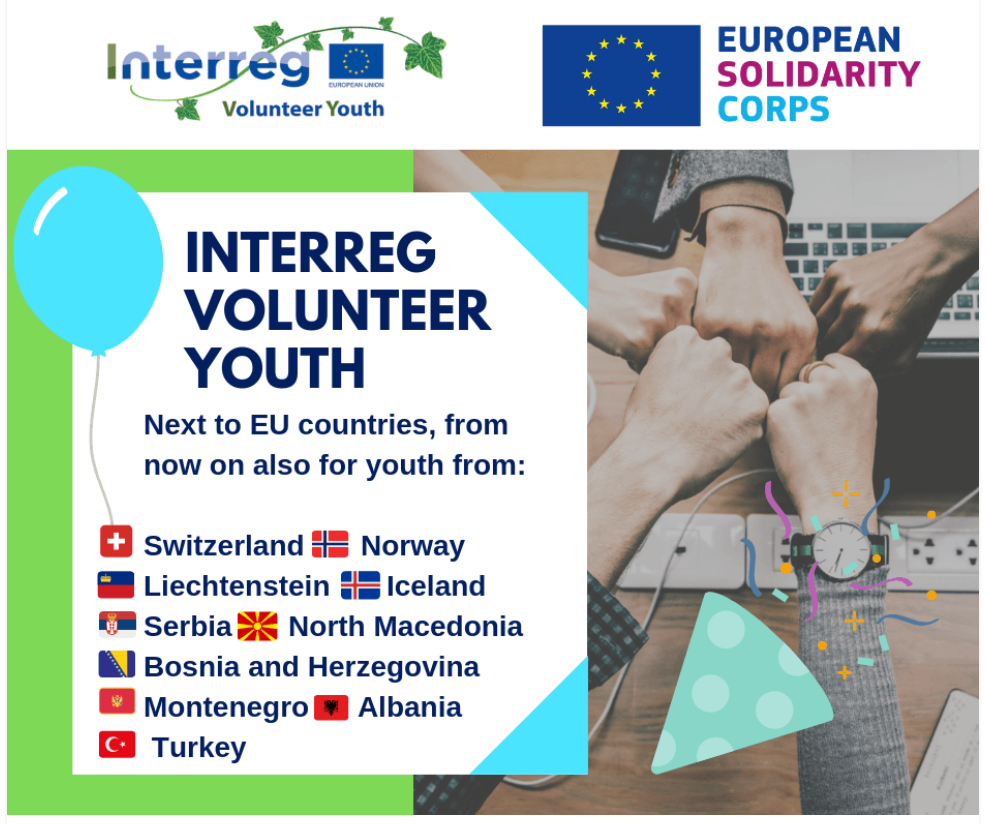 Interreg
EUROPEAN UNION
Volunteer Youth
EUROPEAN
SOLIDARITY
CORPS
INTERREG
VOLUNTEER
YOUTH
Next to EU countries, from
now on also for youth from:
Switzerland Norway
Liechtenstein Iceland
Serbia North Macedonia
Bosnia and Herzegovina
Montenegro Albania
Turkey